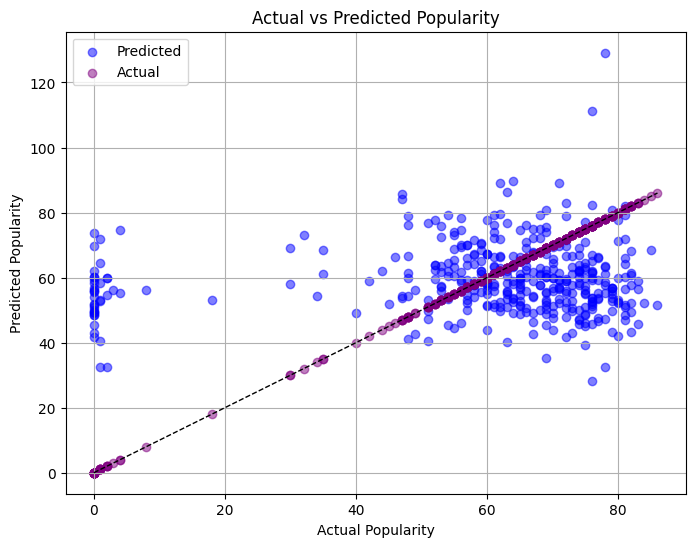 Actual vs Predicted Popularity
Predicted
Actual
120
100
80
60
40
20
0
0 20 40 60 80
Predicted Popularity
Actual Popularity